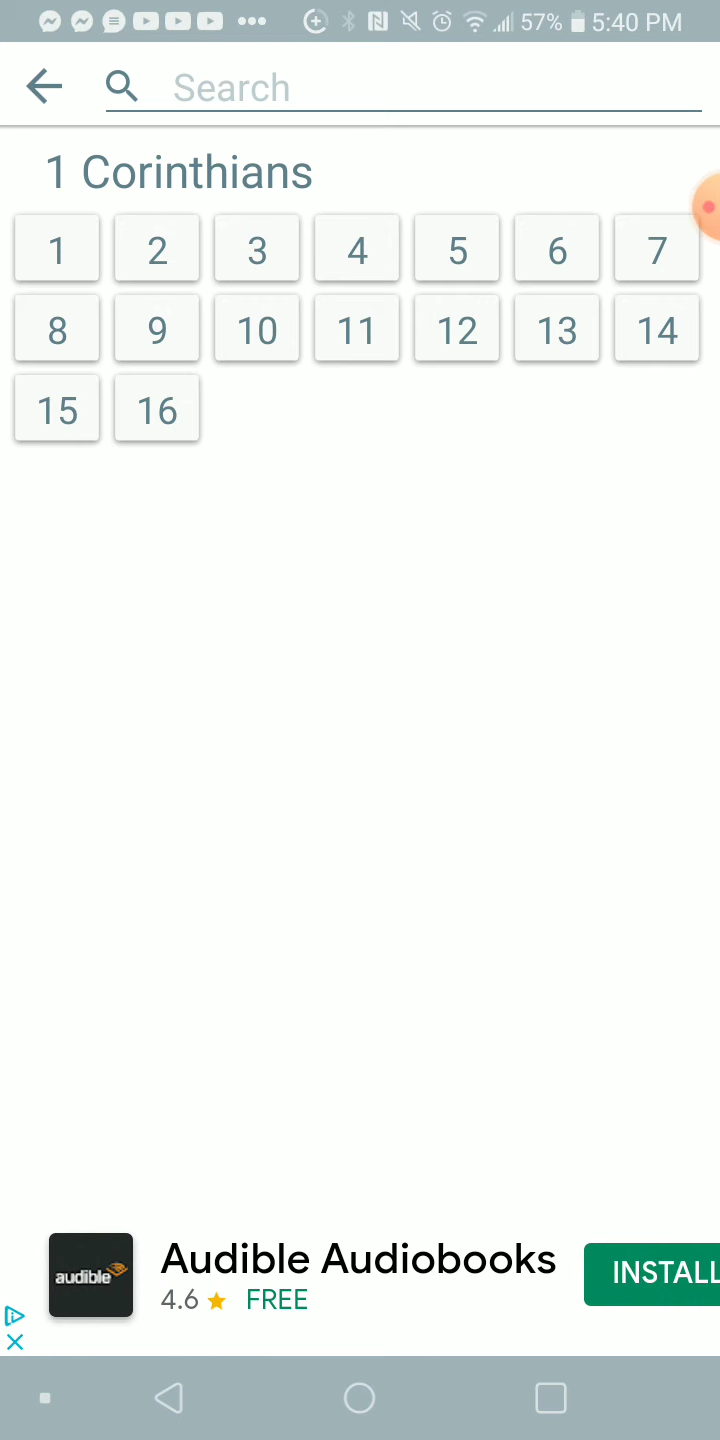 57% 5:40 PM
Search
1 Corinthians
1 2 3 4 5 6 7
8 9 10 11 12 13 14
15 16
audible
Audible Audiobooks
4.6 FREE
INSTALL